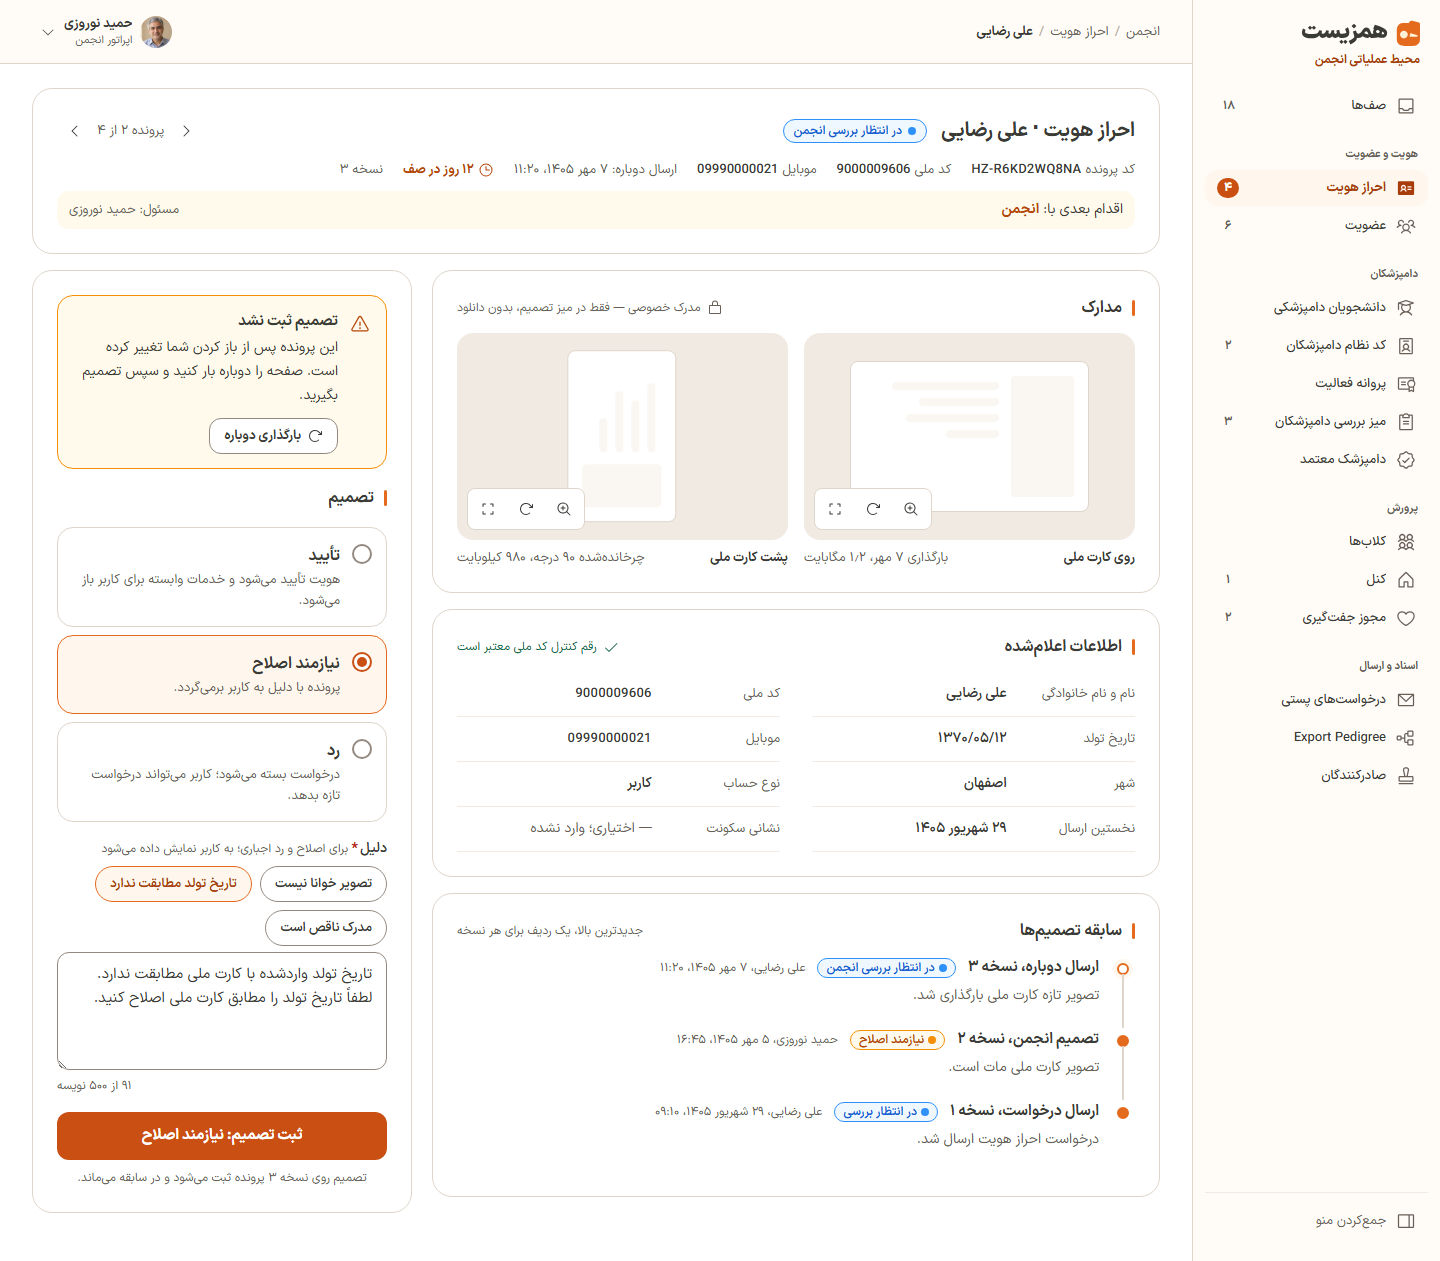 همزیست
محیط عملیاتی انجمن
صف‌ها ۱۸
هویت و عضویت
احراز هویت ۴
عضویت ۶
دامپزشکان
دانشجویان دامپزشکی
کد نظام دامپزشکان ۲
پروانه فعالیت
میز بررسی دامپزشکان ۳
دامپزشک معتمد
پرورش
کلاب‌ها
کنل ۱
مجوز جفت‌گیری ۲
اسناد و ارسال
درخواست‌های پستی
Export Pedigree
صادرکنندگان
جمع‌کردن منو
انجمن / احراز هویت / علی رضایی
حمید نوروزی
اپراتور انجمن
احراز هویت · علی رضایی در انتظار بررسی انجمن
پرونده ۲ از ۴
کد پرونده HZ-R6KD2WQ8NA کد ملی 9000009606 موبایل 09990000021 ارسال دوباره: ۷ مهر ۱۴۰۵، ۱۱:۲۰ ۱۲ روز در صف نسخه ۳
اقدام بعدی با: انجمن
مسئول: حمید نوروزی
مدارک
مدرک خصوصی — فقط در میز تصمیم، بدون دانلود
روی کارت ملی بارگذاری ۷ مهر، ۱٫۲ مگابایت
پشت کارت ملی چرخانده‌شده ۹۰ درجه، ۹۸۰ کیلوبایت
اطلاعات اعلام‌شده
رقم کنترل کد ملی معتبر است
نام و نام خانوادگی علی رضایی
کد ملی 9000009606
تاریخ تولد ۱۳۷۰/۰۵/۱۲
موبایل 09990000021
شهر اصفهان
نوع حساب کاربر
نخستین ارسال ۲۹ شهریور ۱۴۰۵
نشانی سکونت — اختیاری؛ وارد نشده
سابقه تصمیم‌ها
جدیدترین بالا، یک ردیف برای هر نسخه
ارسال دوباره، نسخه ۳ در انتظار بررسی انجمن علی رضایی، ۷ مهر ۱۴۰۵، ۱۱:۲۰
تصویر تازه کارت ملی بارگذاری شد.
تصمیم انجمن، نسخه ۲ نیازمند اصلاح حمید نوروزی، ۵ مهر ۱۴۰۵، ۱۶:۴۵
تصویر کارت ملی مات است.
ارسال درخواست، نسخه ۱ در انتظار بررسی علی رضایی، ۲۹ شهریور ۱۴۰۵، ۰۹:۱۰
درخواست احراز هویت ارسال شد.
تصمیم ثبت نشد
این پرونده پس از باز کردن شما تغییر کرده
است. صفحه را دوباره بار کنید و سپس تصمیم
بگیرید.
بارگذاری دوباره
تصمیم
تأیید
هویت تأیید می‌شود و خدمات وابسته برای کاربر باز
می‌شود.
نیازمند اصلاح
پرونده با دلیل به کاربر برمی‌گردد.
رد
درخواست بسته می‌شود؛ کاربر می‌تواند درخواست
تازه بدهد.
دلیل * برای اصلاح و رد اجباری؛ به کاربر نمایش داده می‌شود
تصویر خوانا نیست
تاریخ تولد مطابقت ندارد
مدرک ناقص است
تاریخ تولد واردشده با کارت ملی مطابقت ندارد.
لطفاً تاریخ تولد را مطابق کارت ملی اصلاح کنید.
۹۱ از ۵۰۰ نویسه
ثبت تصمیم: نیازمند اصلاح
تصمیم روی نسخه ۳ پرونده ثبت می‌شود و در سابقه می‌ماند.